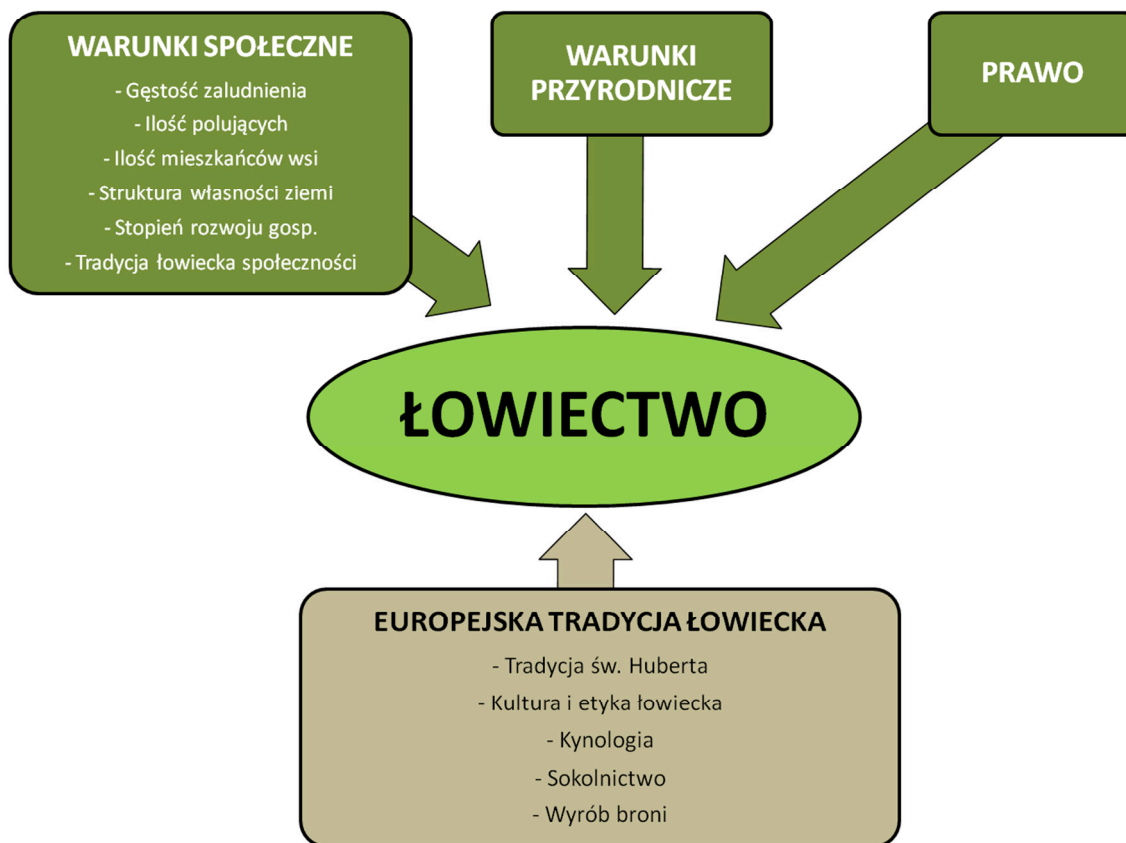 WARUNKI SPOŁECZNE
- Gęstość zaludnienia
- Ilość polujących
- Ilość mieszkańców wsi
- Struktura własności ziemi
- Stopień rozwoju gosp.
- Tradycja łowiecka społeczności
WARUNKI
PRZYRODNICZE
PRAWO
ŁOWIECTWO
EUROPEJSKA TRADYCJA ŁOWIECKA
- Tradycja św. Huberta
- Kultura i etyka łowiecka
- Kynologia
- Sokolnictwo
- Wyrób broni